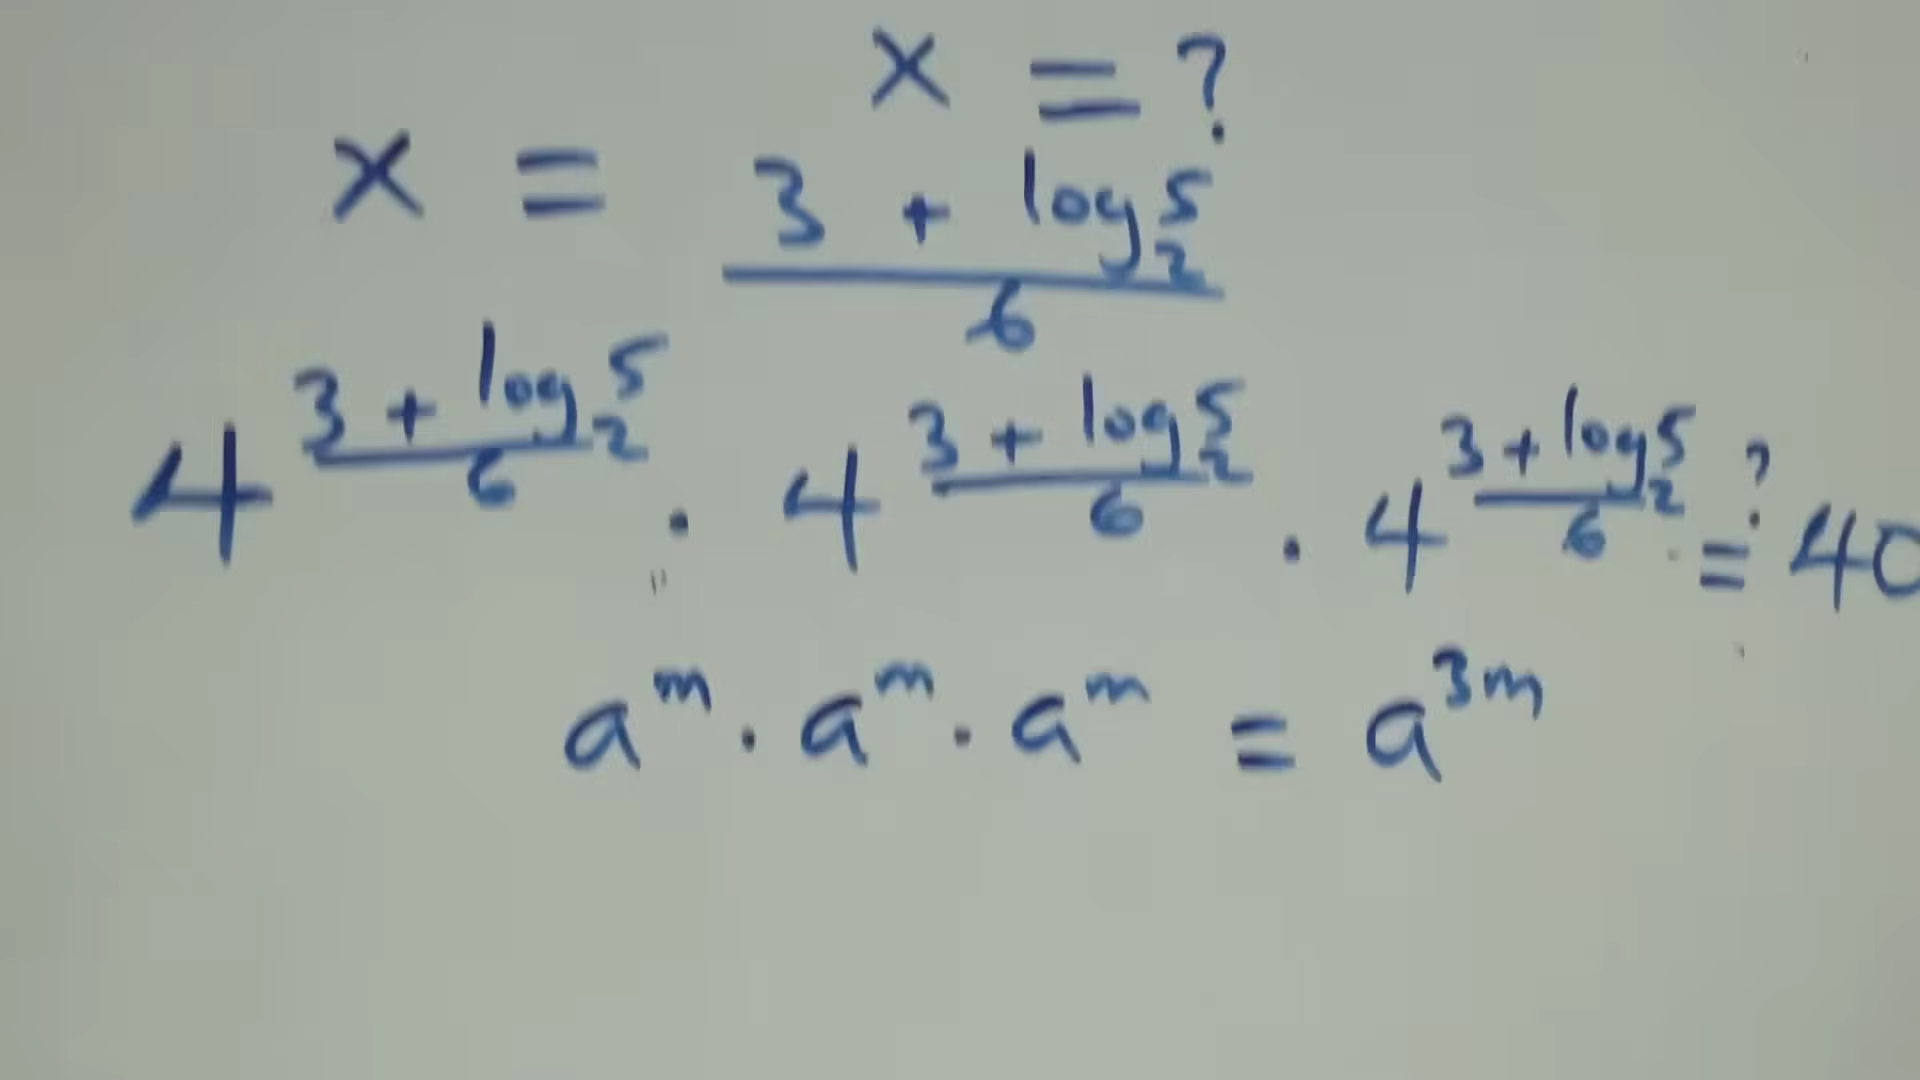 x = ?
x = (3 + log₂5)/6
4^((3 + log₂5)/6) · 4^((3 + log₂5)/6) · 4^((3 + log₂5)/6) ≟ 40
a^m · a^m · a^m = a^(3m)